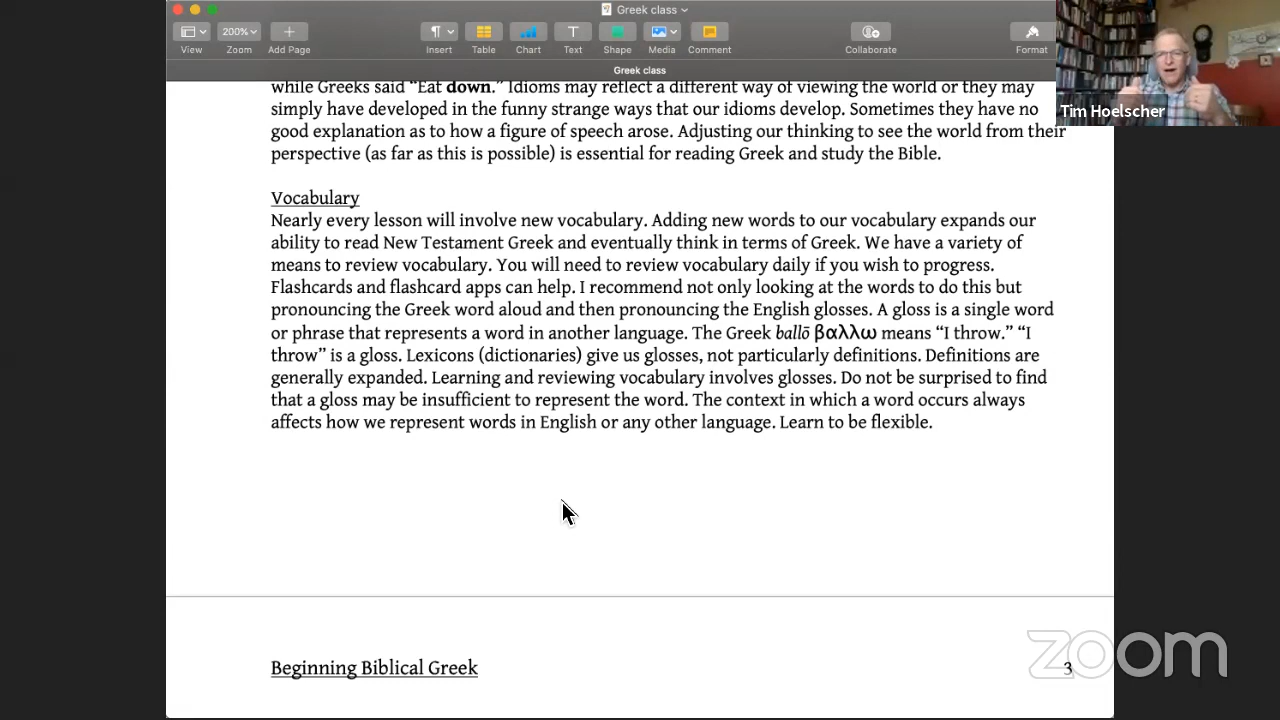 Greek class
200%
View
Zoom
Add Page
Insert
Table
Chart
Text
Shape
Media
Comment
Collaborate
Format
Greek class
Tim Hoelscher
while Greeks said “Eat down.” Idioms may reflect a different way of viewing the world or they may
simply have developed in the funny strange ways that our idioms develop. Sometimes they have no
good explanation as to how a figure of speech arose. Adjusting our thinking to see the world from their
perspective (as far as this is possible) is essential for reading Greek and study the Bible.
Vocabulary
Nearly every lesson will involve new vocabulary. Adding new words to our vocabulary expands our
ability to read New Testament Greek and eventually think in terms of Greek. We have a variety of
means to review vocabulary. You will need to review vocabulary daily if you wish to progress.
Flashcards and flashcard apps can help. I recommend not only looking at the words to do this but
pronouncing the Greek word aloud and then pronouncing the English glosses. A gloss is a single word
or phrase that represents a word in another language. The Greek ballō βαλλω means “I throw.” “I
throw” is a gloss. Lexicons (dictionaries) give us glosses, not particularly definitions. Definitions are
generally expanded. Learning and reviewing vocabulary involves glosses. Do not be surprised to find
that a gloss may be insufficient to represent the word. The context in which a word occurs always
affects how we represent words in English or any other language. Learn to be flexible.
Beginning Biblical Greek
3
zoom